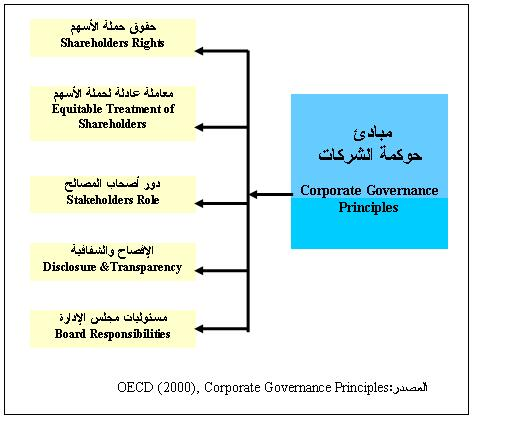 حقوق حملة الأسهم
Shareholders Rights
معاملة عادلة لحملة الأسهم
Equitable Treatment of
Shareholders
دور أصحاب المصالح
Stakeholders Role
الإفصاح والشفافية
Disclosure &Transparency
مسئوليات مجلس الإدارة
Board Responsibilities
مبادئ
حوكمة الشركات
Corporate Governance
Principles
المصدر:OECD (2000), Corporate Governance Principles